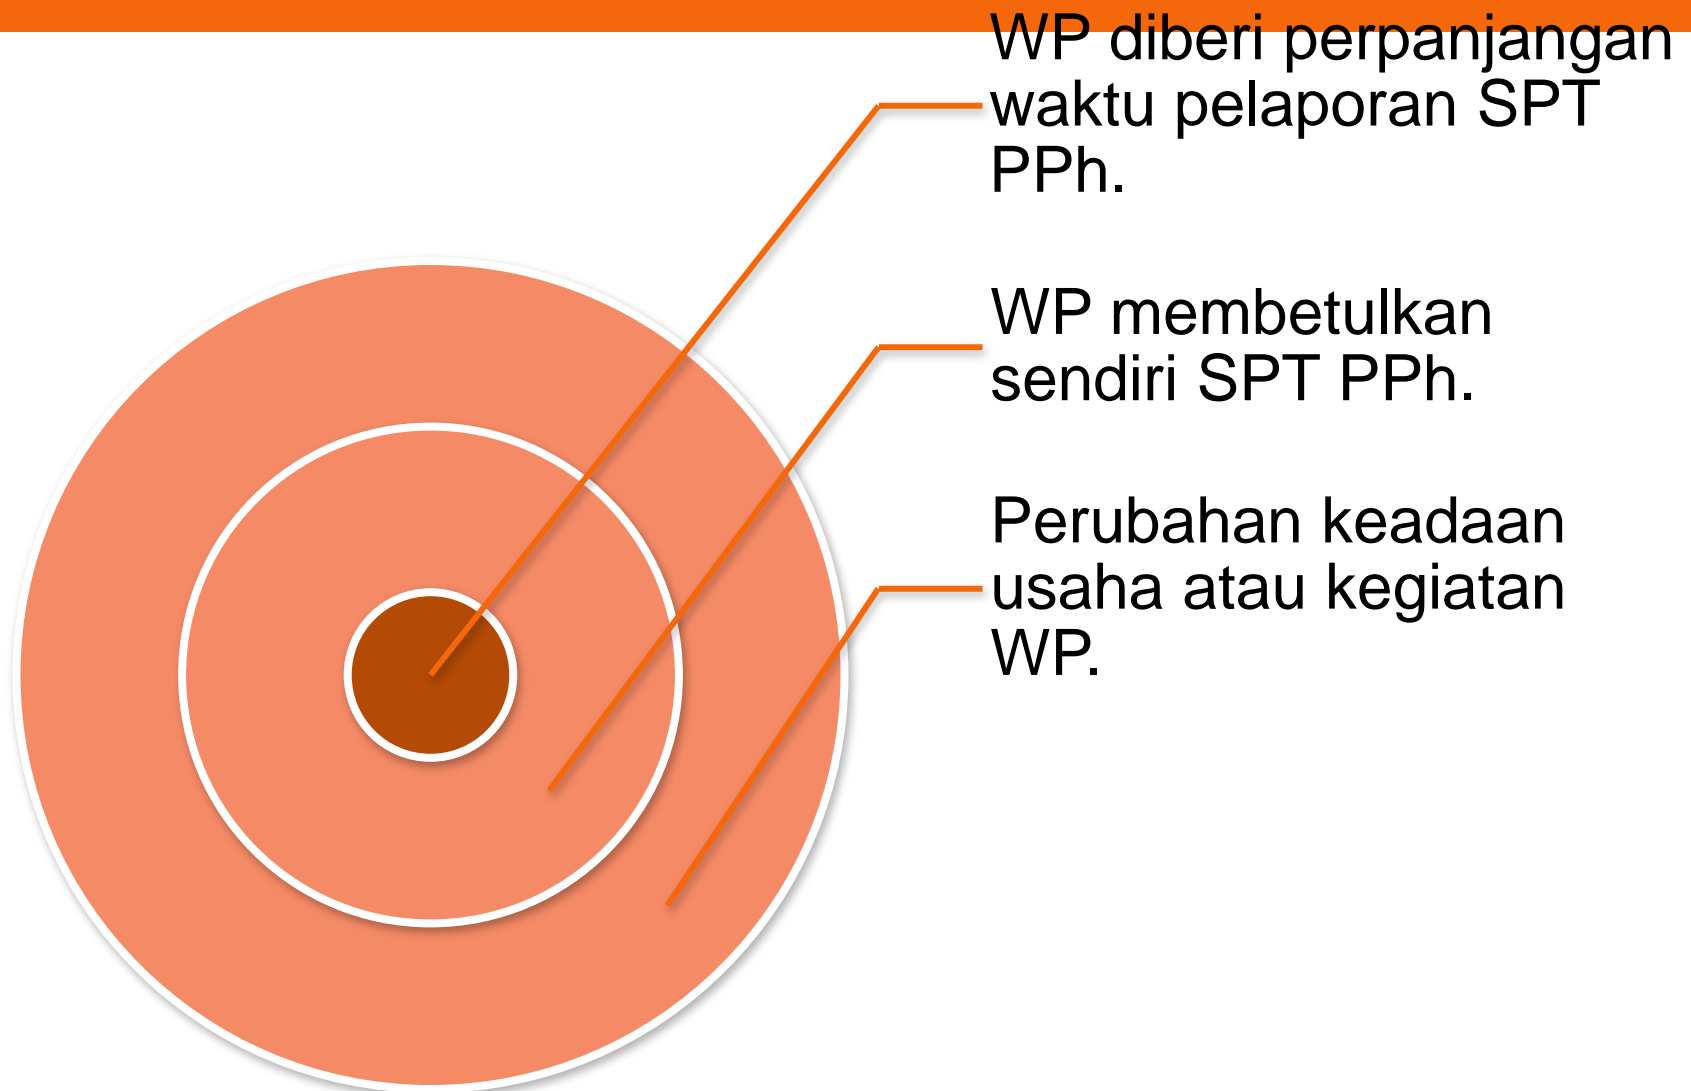 WP diberi perpanjangan
waktu pelaporan SPT
PPh.
WP membetulkan
sendiri SPT PPh.
Perubahan keadaan
usaha atau kegiatan
WP.